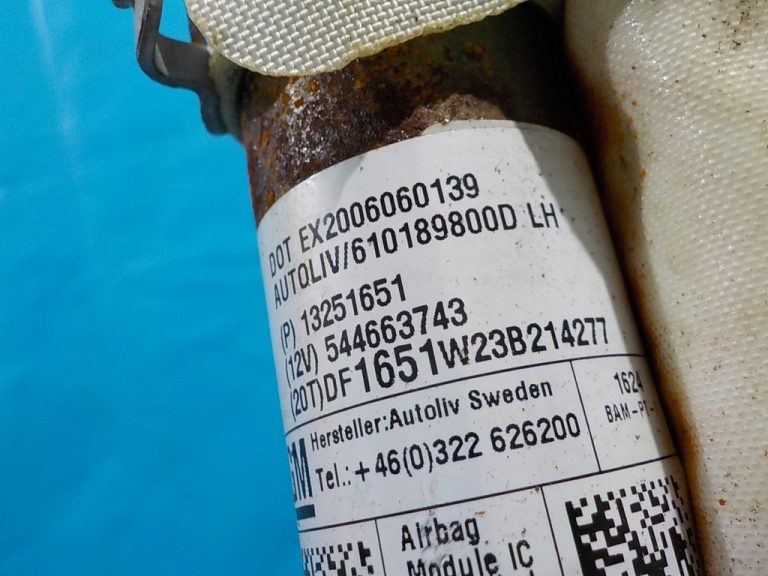 DOT EX2006060139
AUTOLIV/610189800D LH
(P) 13251651
(12V) 544663743
(20T)DF1651W23B214277
GM
Hersteller:Autoliv Sweden
Tel.: +46(0)322 626200
1624
Airbag
Module IC